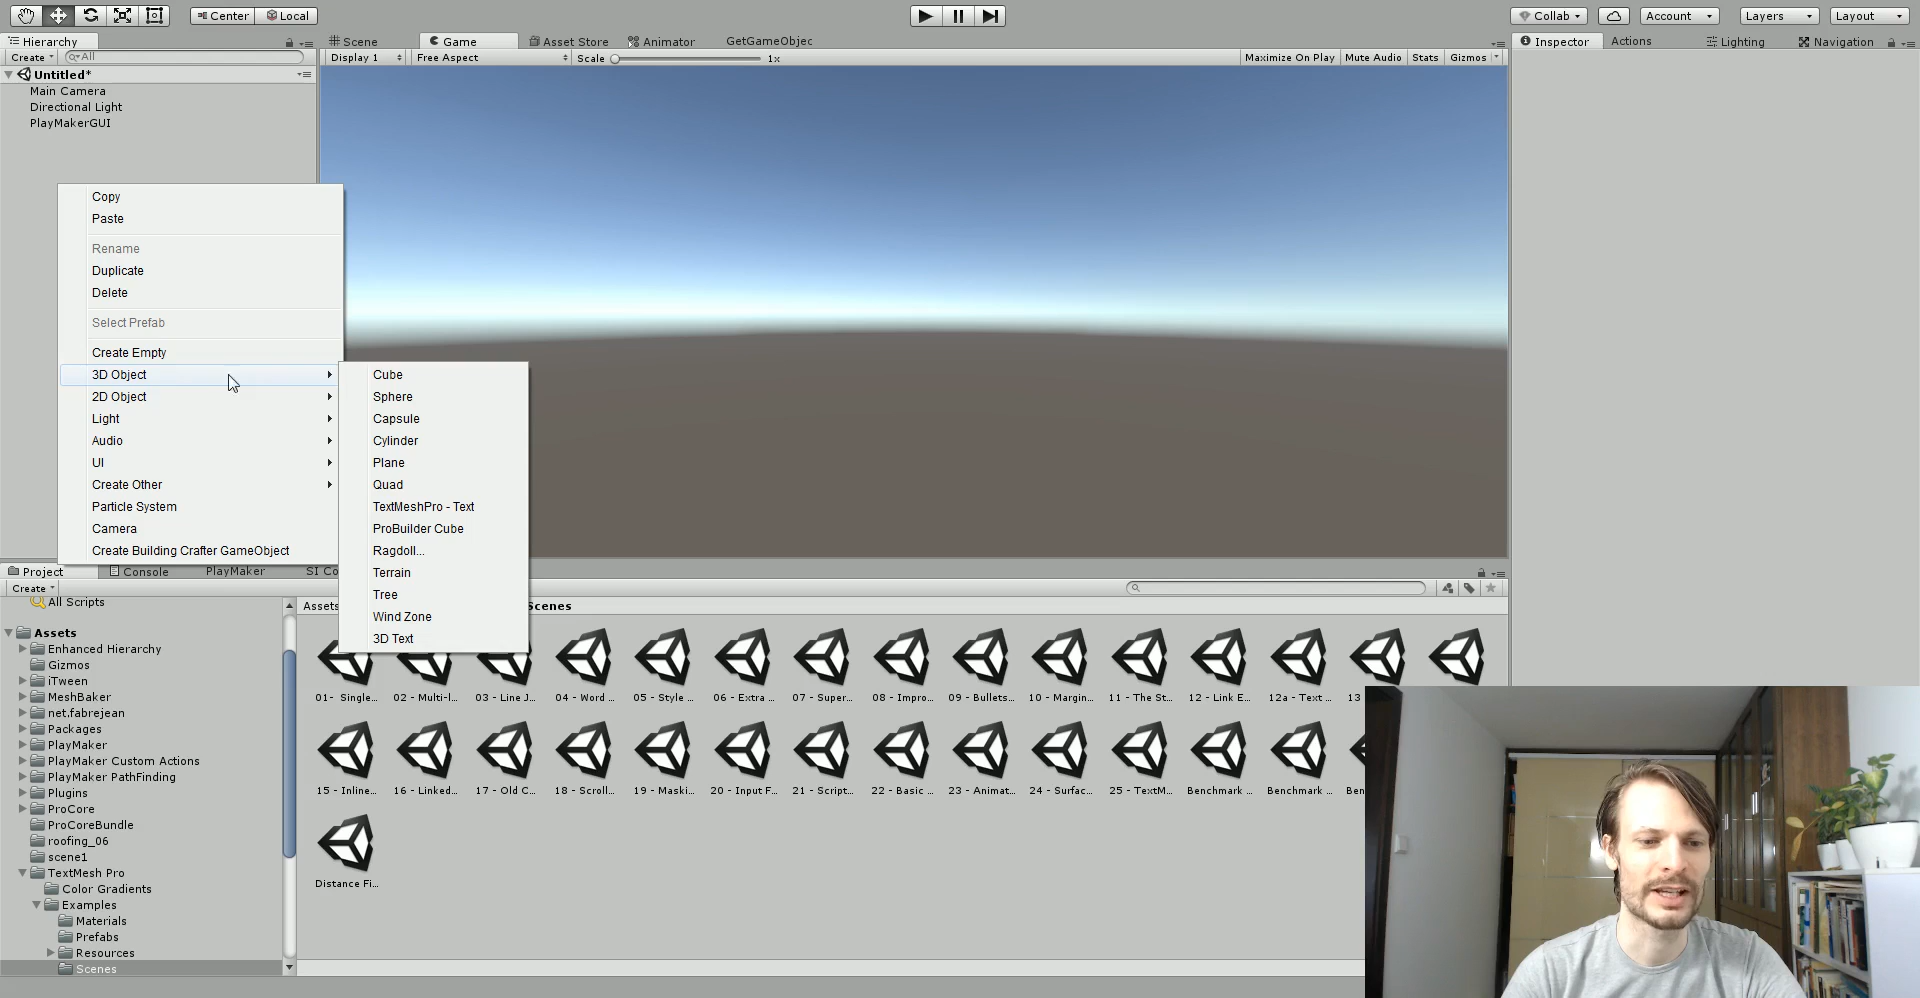 Center Local
Collab Account Layers Layout
Hierarchy
Scene Game Asset Store Animator GetGameObjec
Inspector Actions Lighting Navigation
Create All
Display 1 Free Aspect Scale 1x
Maximize On Play Mute Audio Stats Gizmos
Untitled*
Main Camera
Directional Light
PlayMakerGUI
Copy
Paste
Rename
Duplicate
Delete
Select Prefab
Create Empty
3D Object
2D Object
Light
Audio
UI
Create Other
Particle System
Camera
Create Building Crafter GameObject
Cube
Sphere
Capsule
Cylinder
Plane
Quad
TextMeshPro - Text
ProBuilder Cube
Ragdoll...
Terrain
Tree
Wind Zone
3D Text
Project Console PlayMaker SI Co
Create
All Scripts
Assets
Enhanced Hierarchy
Gizmos
iTween
MeshBaker
net.fabrejean
Packages
PlayMaker
PlayMaker Custom Actions
PlayMaker PathFinding
Plugins
ProCore
ProCoreBundle
roofing_06
scene1
TextMesh Pro
Color Gradients
Examples
Materials
Prefabs
Resources
Scenes
Assets Scenes
01- Single... 02 - Multi-l... 03 - Line J... 04 - Word ... 05 - Style ... 06 - Extra ... 07 - Super... 08 - Impro... 09 - Bullets... 10 - Margin... 11 - The St... 12 - Link E... 12a - Text ... 13
15 - Inline... 16 - Linked... 17 - Old C... 18 - Scroll... 19 - Maski... 20 - Input F... 21 - Script... 22 - Basic ... 23 - Animat... 24 - Surfac... 25 - TextM... Benchmark ... Benchmark ... Ben
Distance Fi...